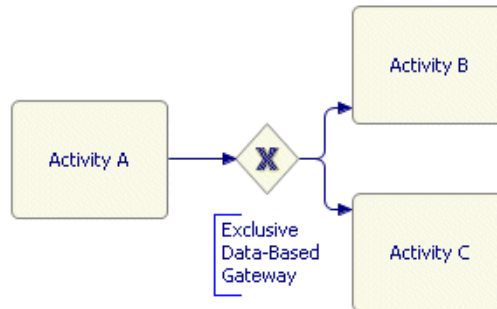 Activity B
Activity A
X
Exclusive
Data-Based
Gateway
Activity C